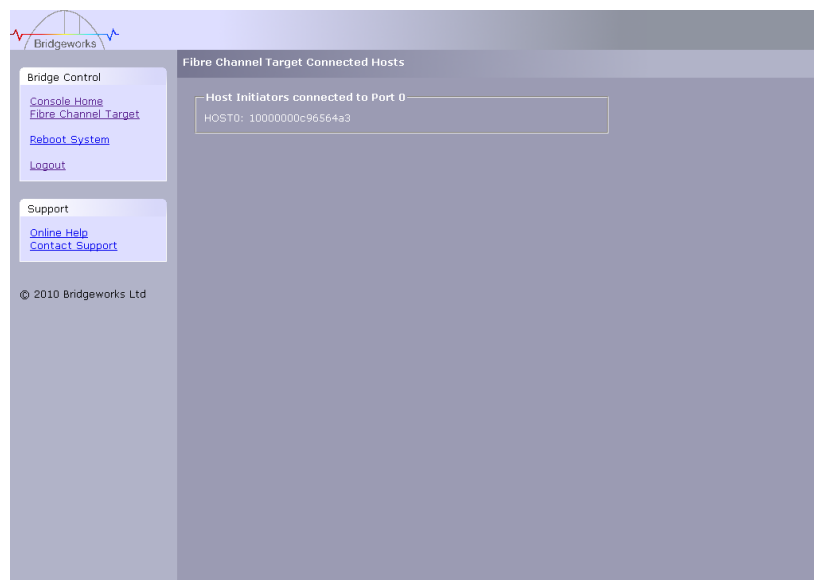 Bridgeworks
Fibre Channel Target Connected Hosts
Bridge Control
Console Home
Fibre Channel Target
Reboot System
Logout
Support
Online Help
Contact Support
© 2010 Bridgeworks Ltd
Host Initiators connected to Port 0
HOST0: 10000000c96564a3